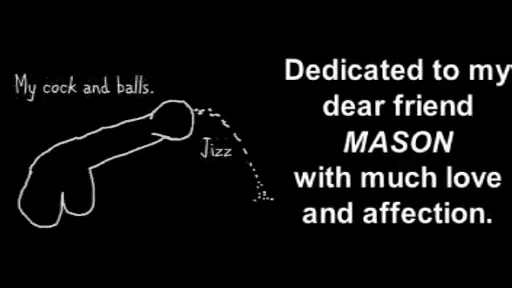 My cock and balls.
Jizz
Dedicated to my
dear friend
MASON
with much love
and affection.